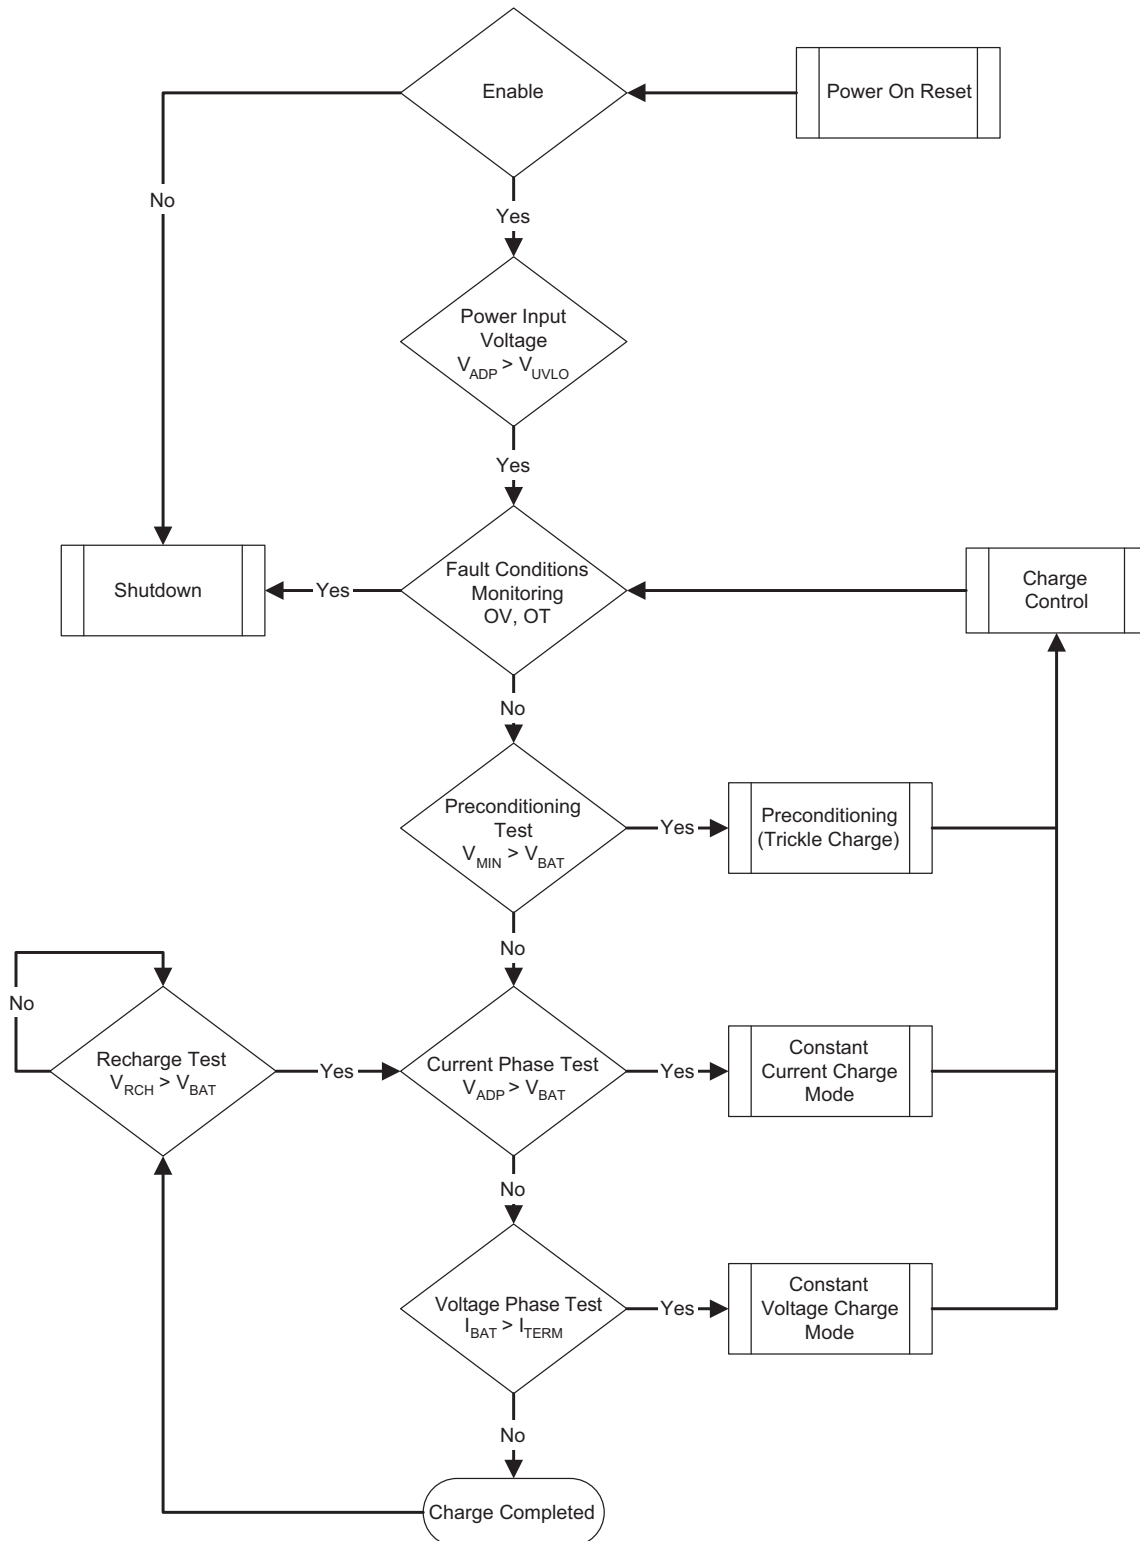 Enable
Power On Reset
No
Yes
Power Input
Voltage
V_ADP > V_UVLO
Yes
Shutdown
Yes
Fault Conditions
Monitoring
OV, OT
Charge
Control
No
Preconditioning
Test
V_MIN > V_BAT
Yes
Preconditioning
(Trickle Charge)
No
No
Recharge Test
V_RCH > V_BAT
Yes
Current Phase Test
V_ADP > V_BAT
Yes
Constant
Current Charge
Mode
No
Voltage Phase Test
I_BAT > I_TERM
Yes
Constant
Voltage Charge
Mode
No
Charge Completed